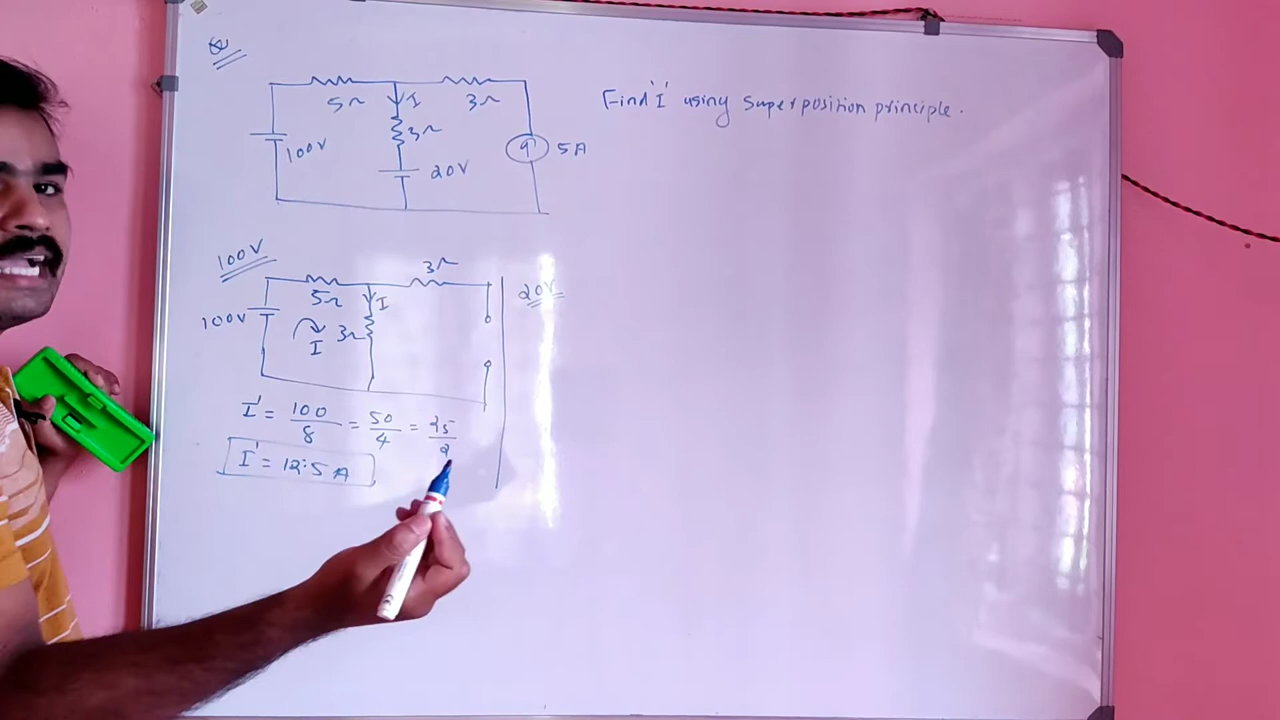 Q
Find 'I' using superposition principle.
5Ω
I
3Ω
3Ω
100V
20V
5A
100V
5Ω
I
3Ω
100V
I
3Ω
20V
I' = 100/8 = 50/4 = 25/2
I' = 12.5 A